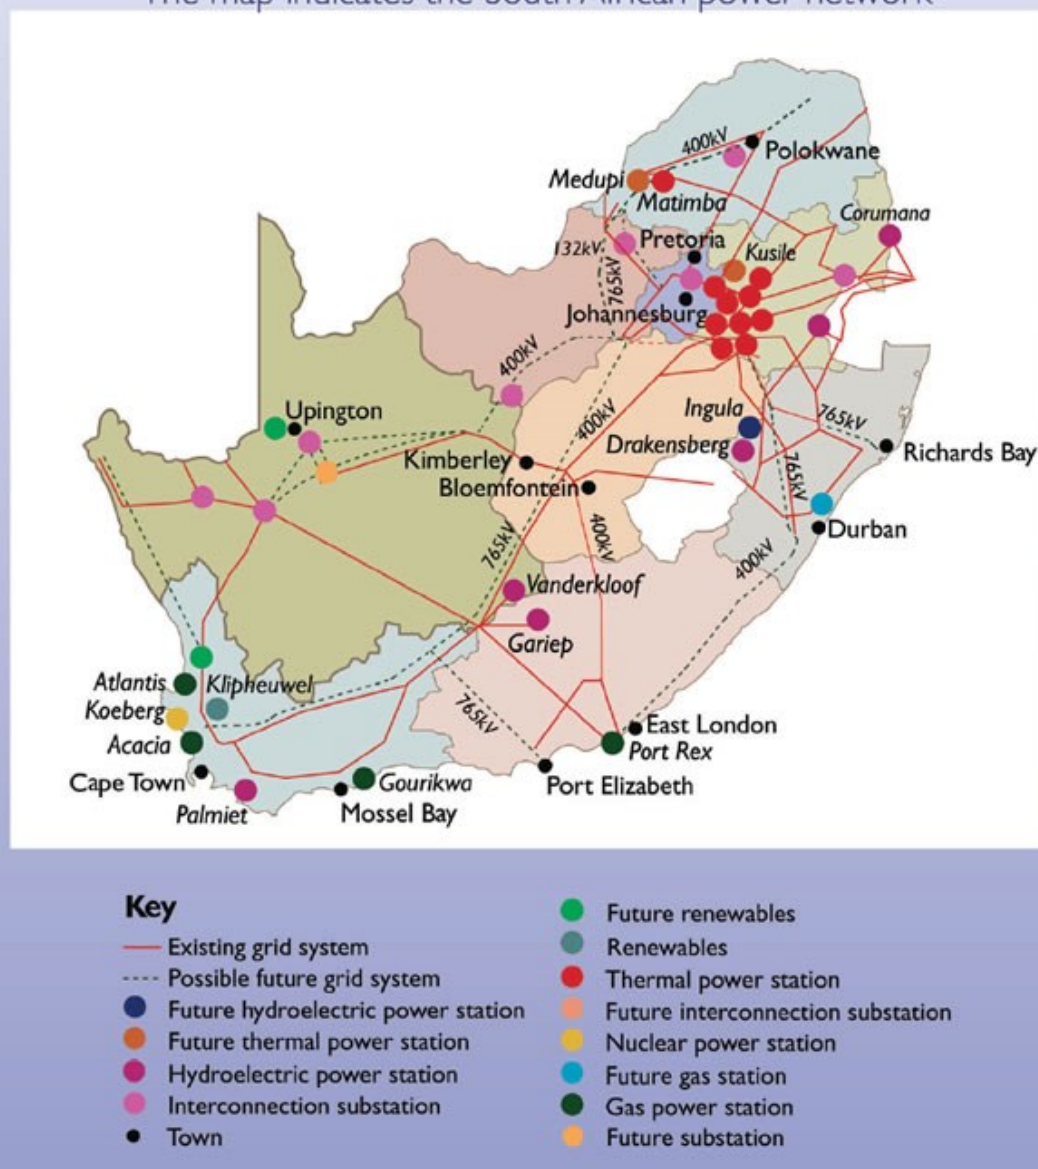 The map indicates the South African power network
400kV
Polokwane
Medupi
Matimba
Corumana
132kV
Pretoria
Kusile
765kV
Johannesburg
400kV
Upington
400kV
Ingula
765kV
Drakensberg
Kimberley
Richards Bay
Bloemfontein
765kV
765kV
400kV
Durban
400kV
Vanderkloof
Gariep
Atlantis
Klipheuwel
Koeberg
765kV
East London
Acacia
Port Rex
Cape Town
Gourikwa
Port Elizabeth
Palmiet
Mossel Bay
Key
Existing grid system
Possible future grid system
Future hydroelectric power station
Future thermal power station
Hydroelectric power station
Interconnection substation
Town
Future renewables
Renewables
Thermal power station
Future interconnection substation
Nuclear power station
Future gas station
Gas power station
Future substation